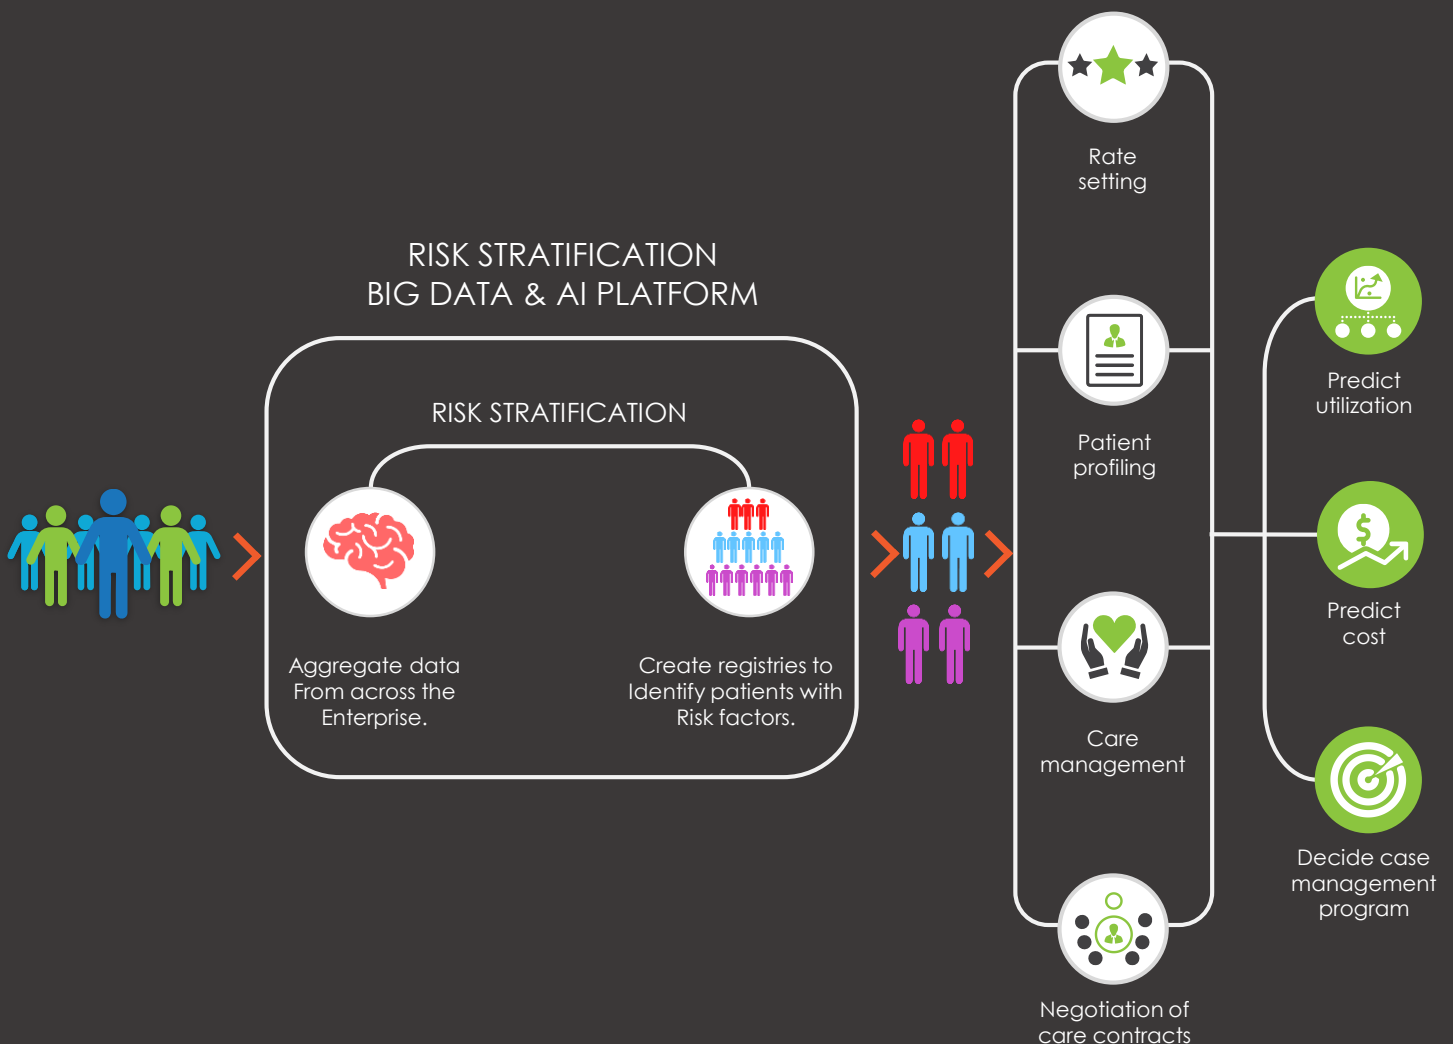 RISK STRATIFICATION
BIG DATA & AI PLATFORM
RISK STRATIFICATION
Aggregate data
From across the
Enterprise.
Create registries to
Identify patients with
Risk factors.
Rate
setting
Patient
profiling
Care
management
Negotiation of
care contracts
$
Predict
utilization
Predict
cost
Decide case
management
program